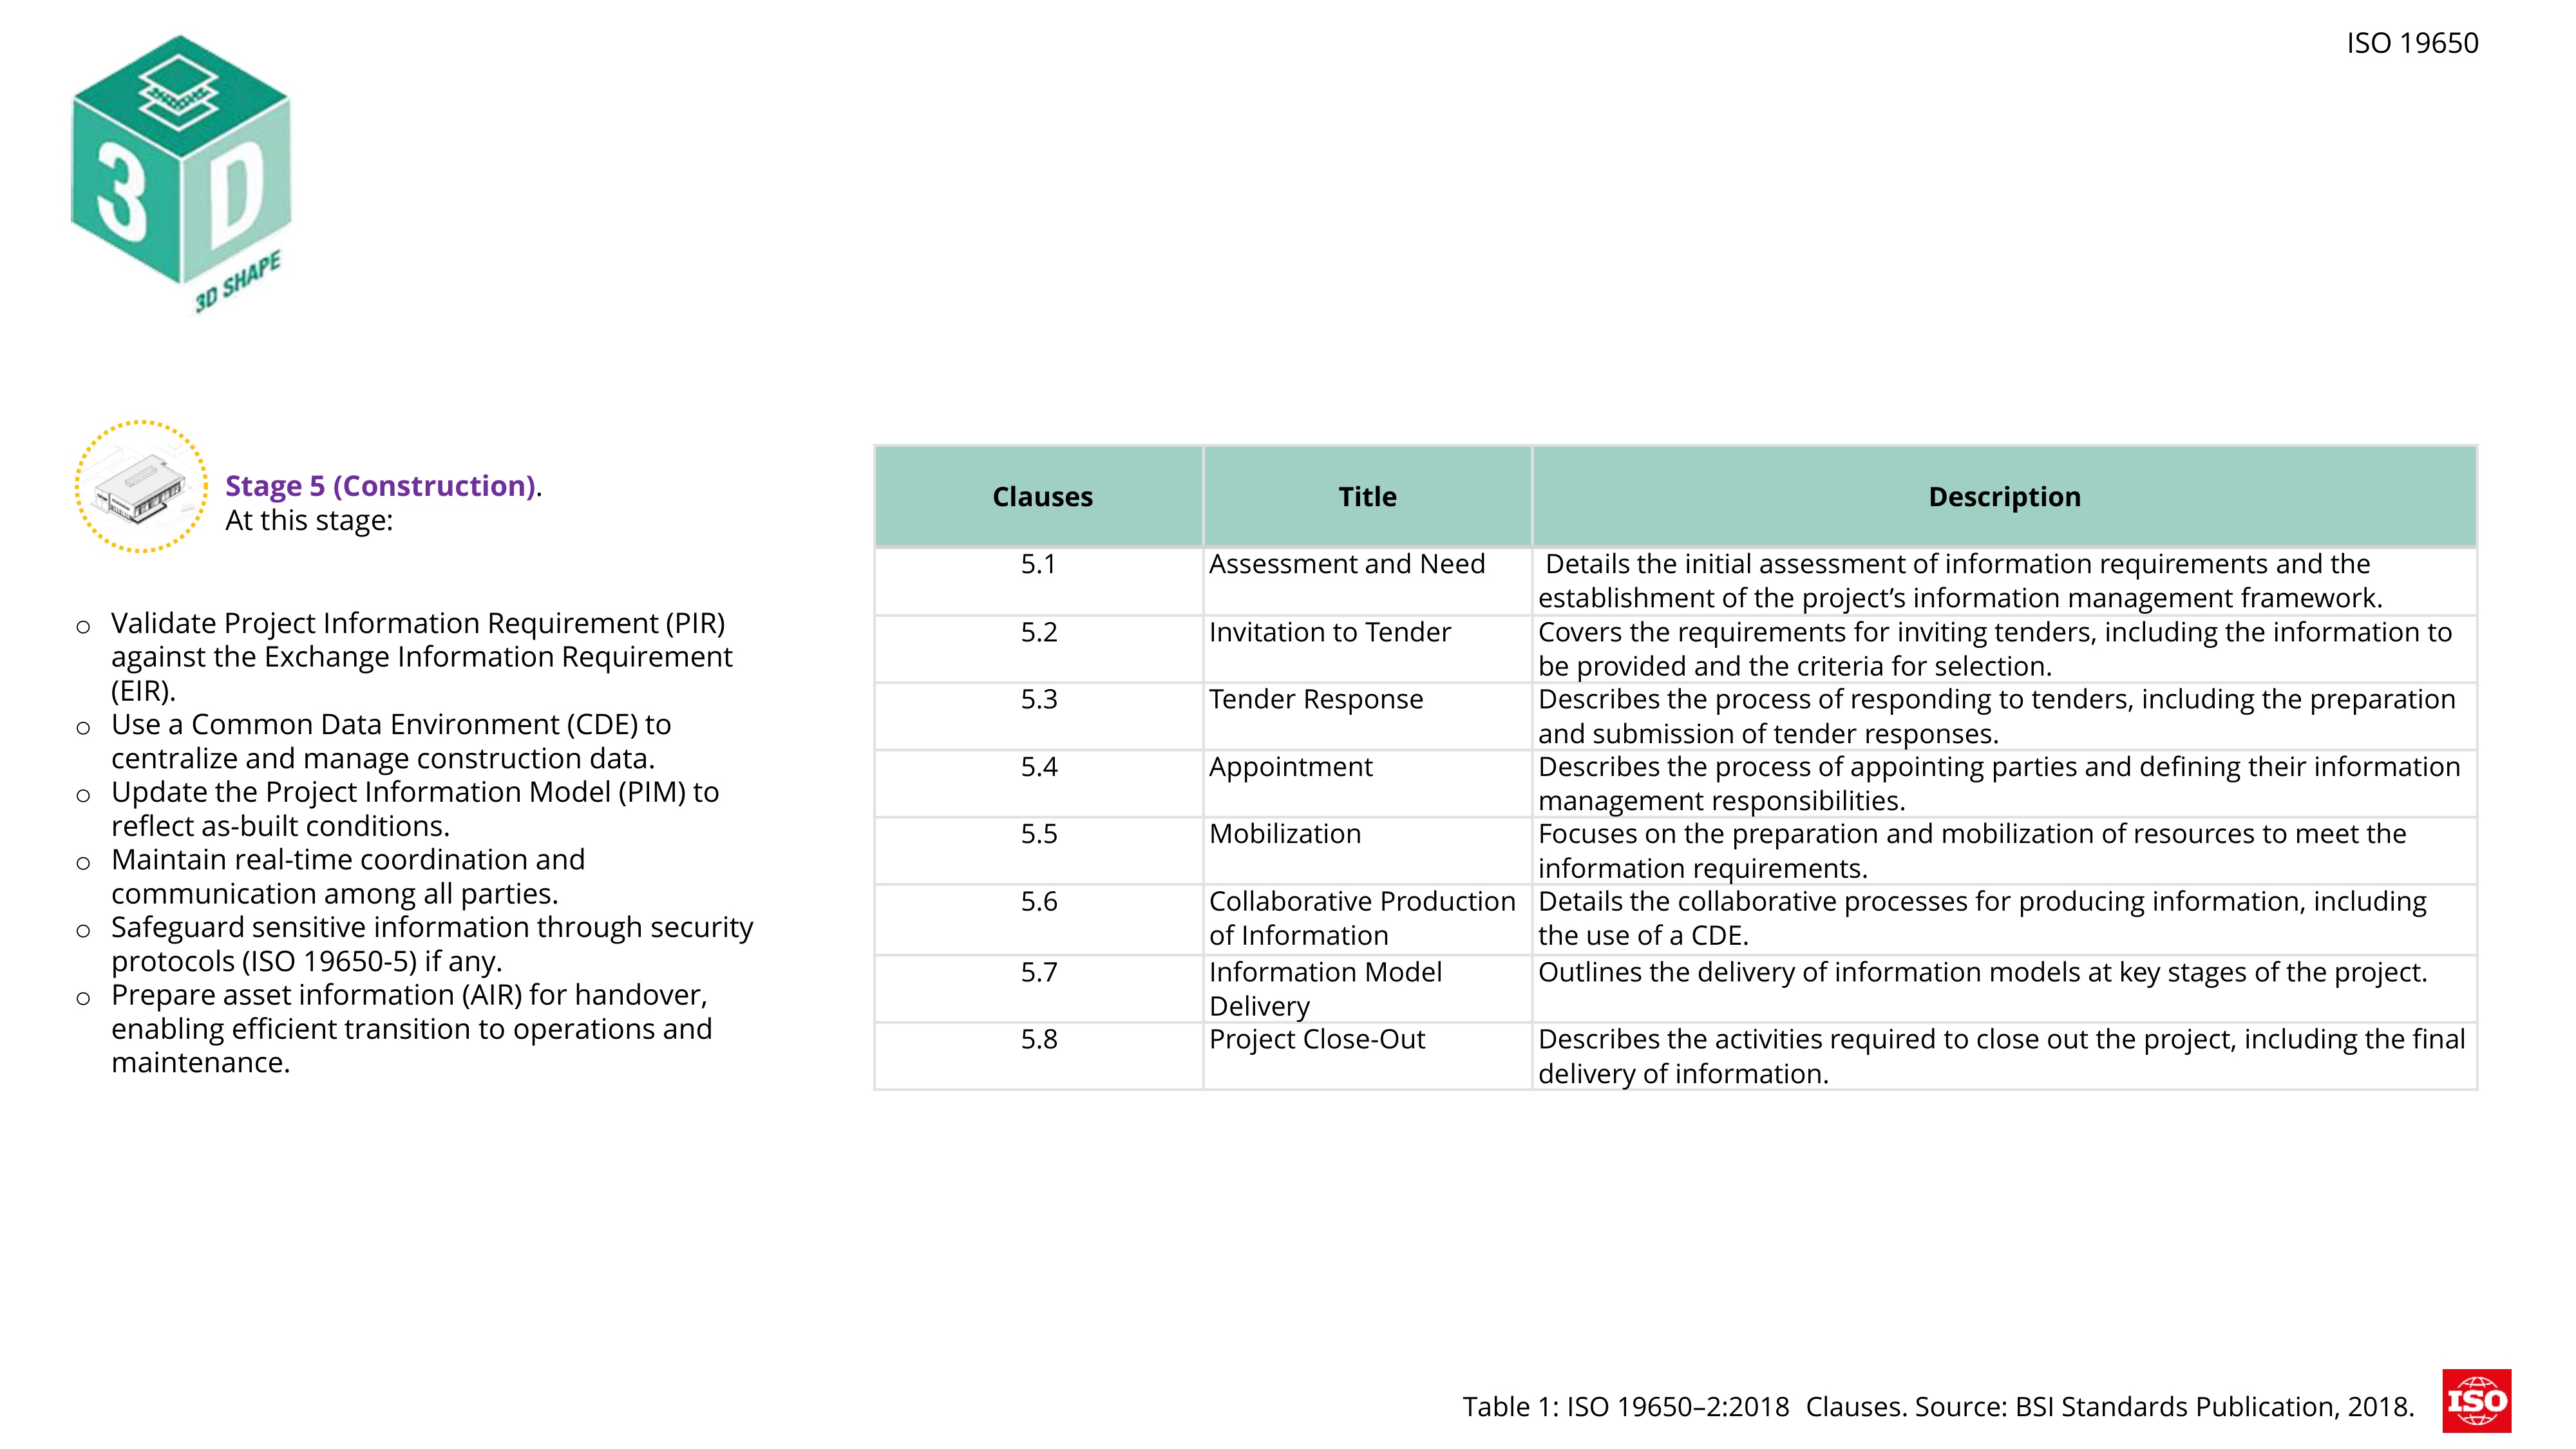 ISO 19650
3
D
3D SHAPE
Stage 5 (Construction).
At this stage:
o Validate Project Information Requirement (PIR)
against the Exchange Information Requirement
(EIR).
o Use a Common Data Environment (CDE) to
centralize and manage construction data.
o Update the Project Information Model (PIM) to
reflect as-built conditions.
o Maintain real-time coordination and
communication among all parties.
o Safeguard sensitive information through security
protocols (ISO 19650-5) if any.
o Prepare asset information (AIR) for handover,
enabling efficient transition to operations and
maintenance.
Clauses Title Description
5.1 Assessment and Need Details the initial assessment of information requirements and the
establishment of the project’s information management framework.
5.2 Invitation to Tender Covers the requirements for inviting tenders, including the information to
be provided and the criteria for selection.
5.3 Tender Response Describes the process of responding to tenders, including the preparation
and submission of tender responses.
5.4 Appointment Describes the process of appointing parties and defining their information
management responsibilities.
5.5 Mobilization Focuses on the preparation and mobilization of resources to meet the
information requirements.
5.6 Collaborative Production Details the collaborative processes for producing information, including
of Information the use of a CDE.
5.7 Information Model Outlines the delivery of information models at key stages of the project.
Delivery
5.8 Project Close-Out Describes the activities required to close out the project, including the final
delivery of information.
Table 1: ISO 19650–2:2018 Clauses. Source: BSI Standards Publication, 2018.
ISO